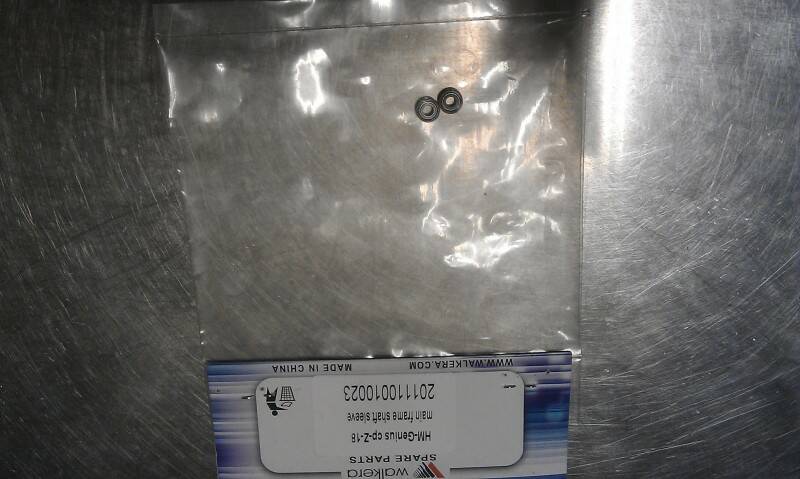 walkera
SPARE PARTS
HM-Genius cp-Z-18
main frame shaft sleeve
201110010023
WWW.WALKERA.COM MADE IN CHINA